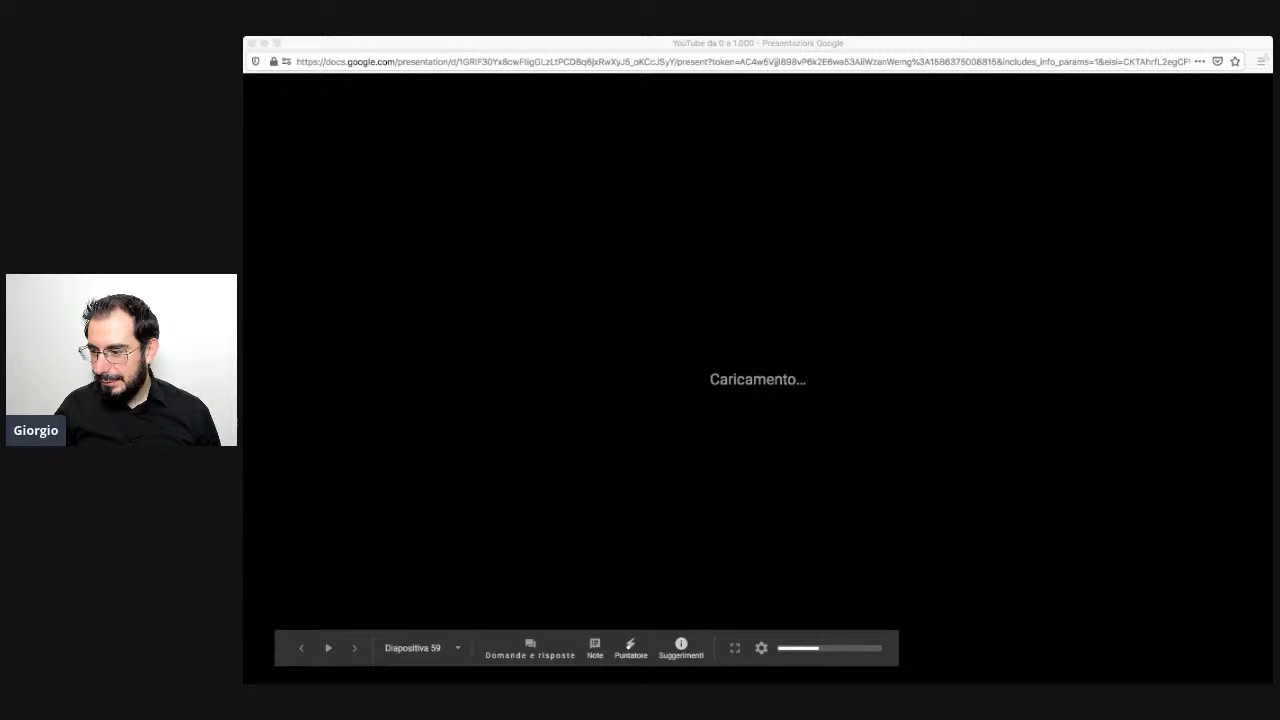 YouTube da 0 a 1.000 - Presentazioni Google
Caricamento...
Giorgio
Diapositiva 59
Domande e risposte
Note
Puntatore
Suggerimenti